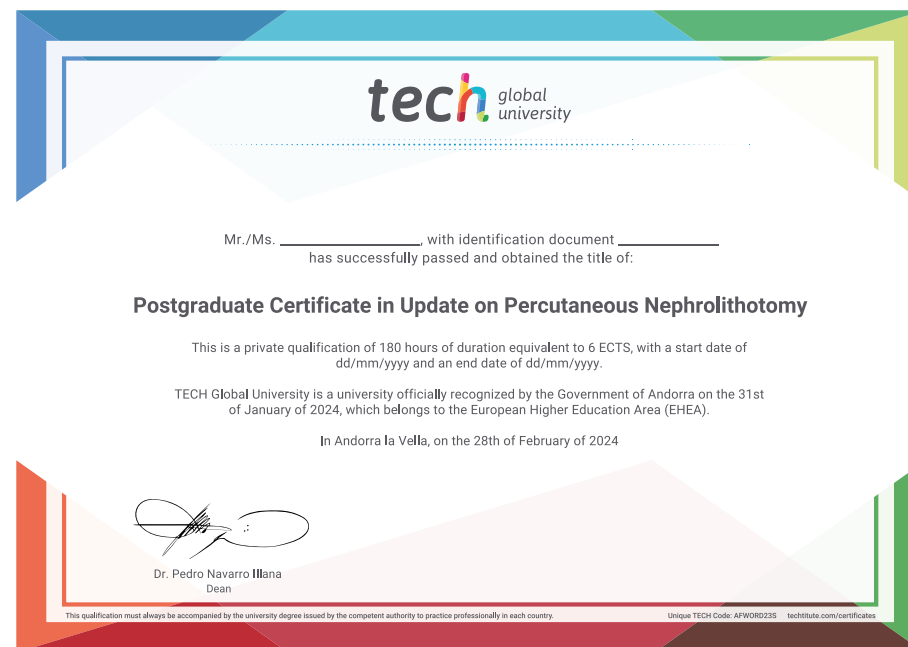 tech global university
Mr./Ms. ____________, with identification document ____________
has successfully passed and obtained the title of:
Postgraduate Certificate in Update on Percutaneous Nephrolithotomy
This is a private qualification of 180 hours of duration equivalent to 6 ECTS, with a start date of
dd/mm/yyyy and an end date of dd/mm/yyyy.
TECH Global University is a university officially recognized by the Government of Andorra on the 31st
of January of 2024, which belongs to the European Higher Education Area (EHEA).
In Andorra la Vella, on the 28th of February of 2024
Dr. Pedro Navarro Illana
Dean
This qualification must always be accompanied by the university degree issued by the competent authority to practice professionally in each country.
Unique TECH Code: AFWORD23S techtitute.com/certificates